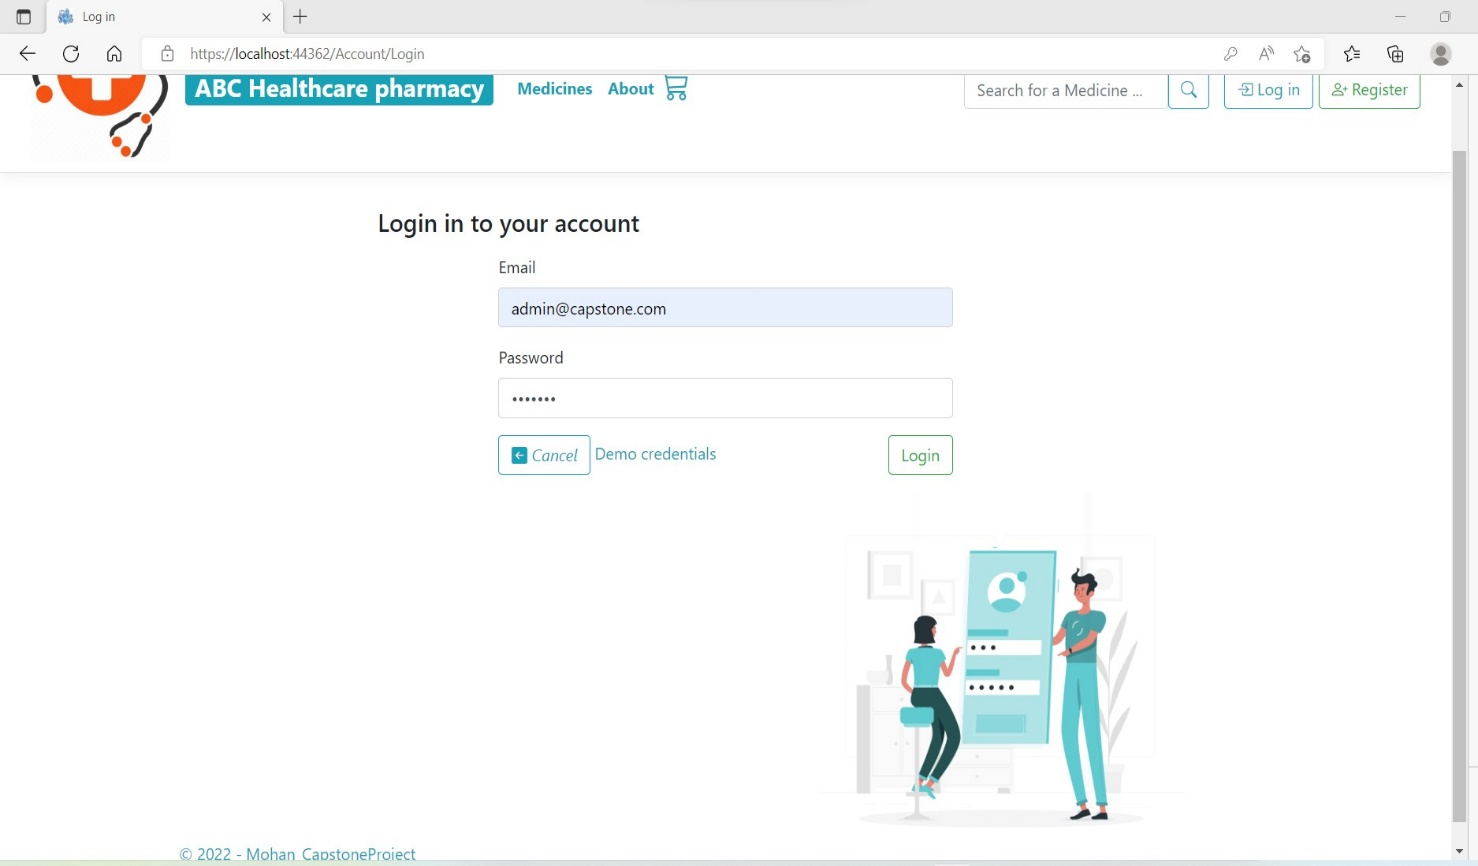 Log in
https://localhost:44362/Account/Login
ABC Healthcare pharmacy Medicines About Search for a Medicine ... Log in Register
Login in to your account
Email
admin@capstone.com
Password
•••••••
Cancel Demo credentials Login
© 2022 - Mohan_CapstoneProject